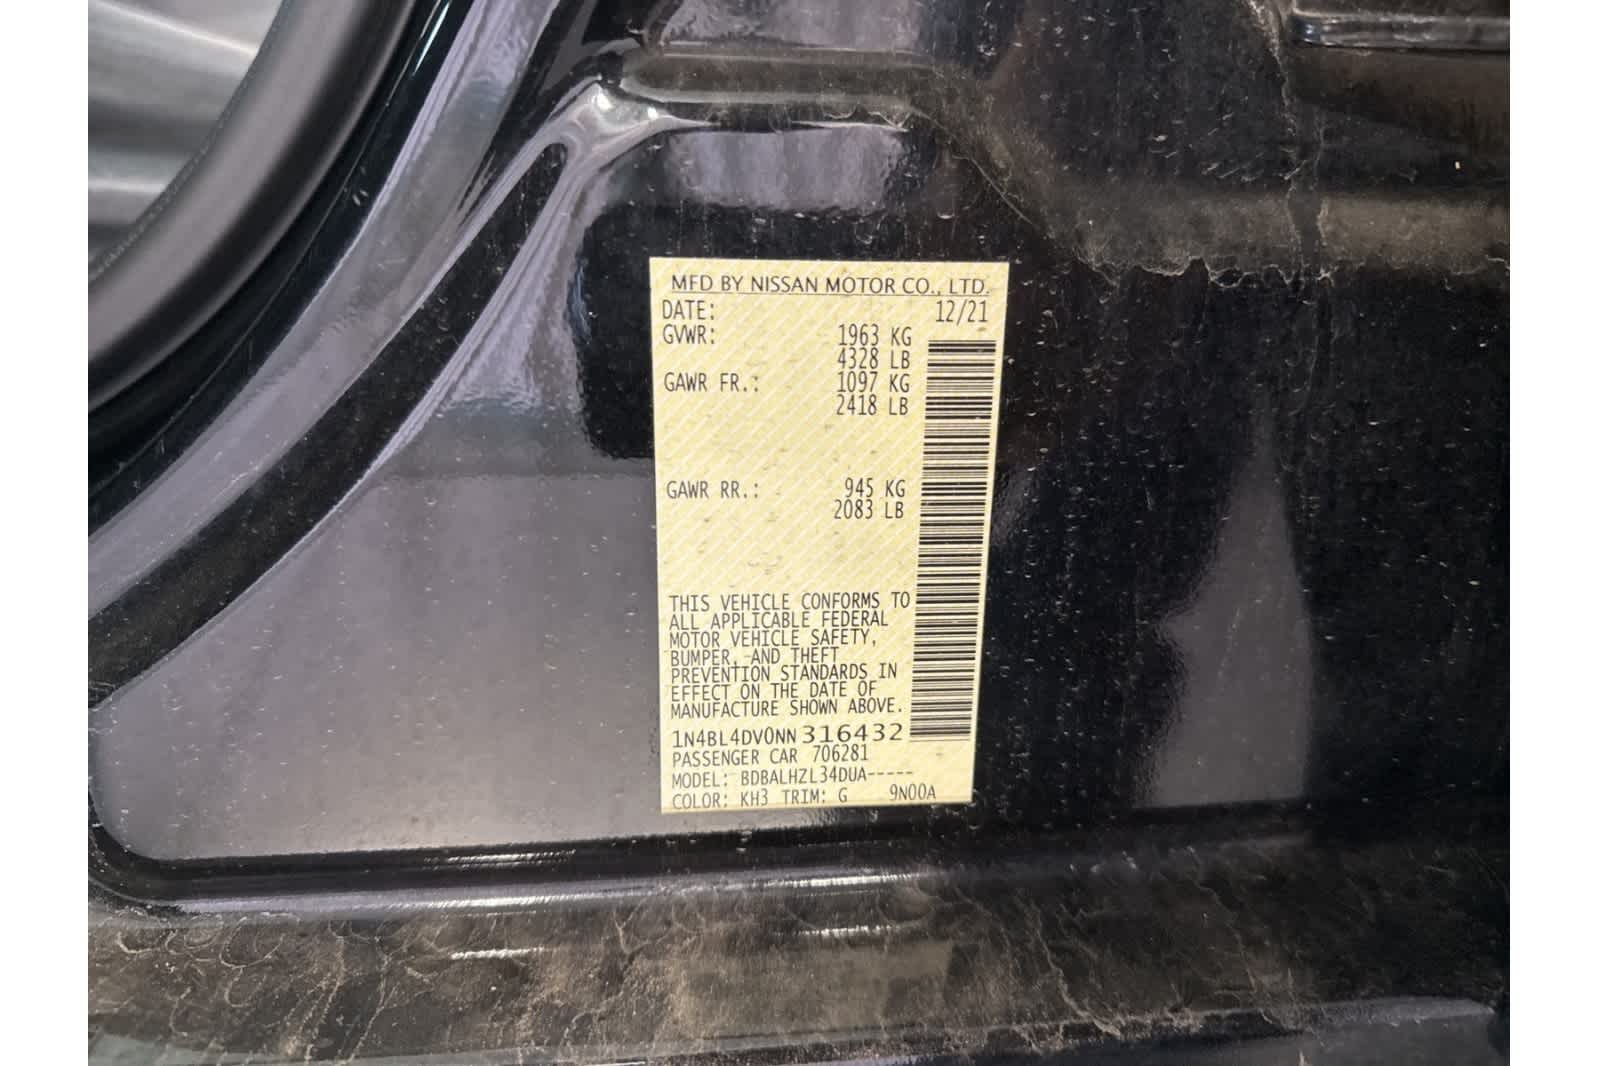 MFD BY NISSAN MOTOR CO., LTD.
DATE: 12/21
GVWR: 1963 KG
4328 LB
GAWR FR.: 1097 KG
2418 LB
GAWR RR.: 945 KG
2083 LB
THIS VEHICLE CONFORMS TO
ALL APPLICABLE FEDERAL
MOTOR VEHICLE SAFETY,
BUMPER, AND THEFT
PREVENTION STANDARDS IN
EFFECT ON THE DATE OF
MANUFACTURE SHOWN ABOVE.
1N4BL4DV0NN316432
PASSENGER CAR 706281
MODEL: BDBALHZL34DUA-----
COLOR: KH3 TRIM: G 9N00A